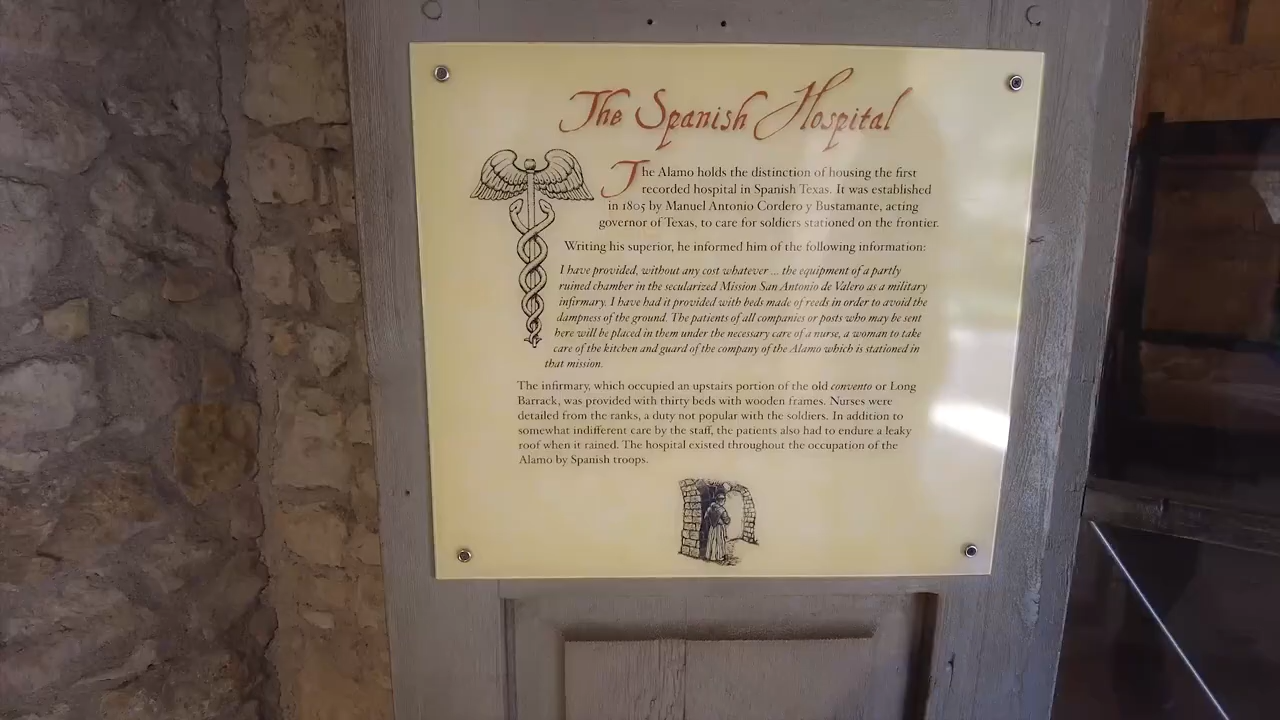 The Spanish Hospital
The Alamo holds the distinction of housing the first
recorded hospital in Spanish Texas. It was established
in 1805 by Manuel Antonio Cordero y Bustamante, acting
governor of Texas, to care for soldiers stationed on the frontier.
Writing his superior, he informed him of the following information:
I have provided, without any cost whatever ... the equipment of a partly
ruined chamber in the secularized Mission San Antonio de Valero as a military
infirmary. I have had it provided with beds made of reeds in order to avoid the
dampness of the ground. The patients of all companies or posts who may be sent
here will be placed in them under the necessary care of a nurse, a woman to take
care of the kitchen and guard of the company of the Alamo which is stationed in
that mission.
The infirmary, which occupied an upstairs portion of the old convento or Long
Barrack, was provided with thirty beds with wooden frames. Nurses were
detailed from the ranks, a duty not popular with the soldiers. In addition to
somewhat indifferent care by the staff, the patients also had to endure a leaky
roof when it rained. The hospital existed throughout the occupation of the
Alamo by Spanish troops.